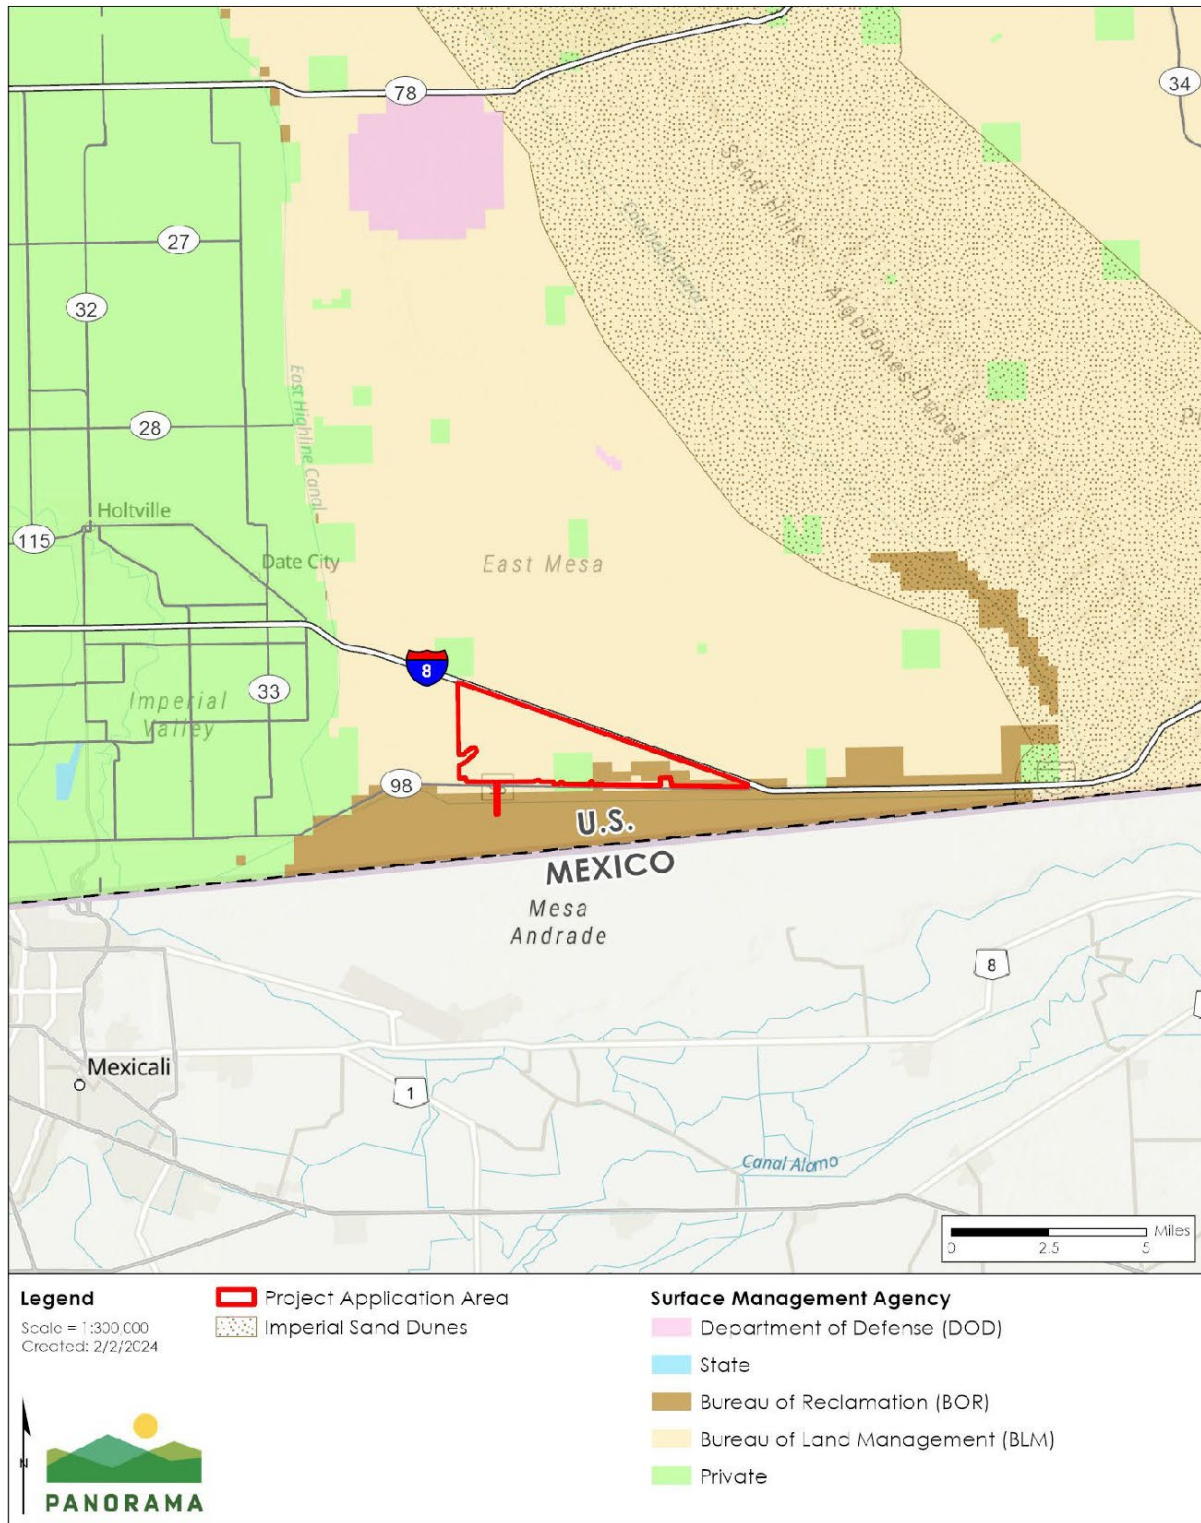 78
34
27
32
Sand Hills
Coachella Canal
Algodones Dunes
28
East Highline Canal
Holtville
115
Date City
East Mesa
8
Imperial
Valley
33
98
98
U.S.
MEXICO
Mesa
Andrade
8
Mexicali
1
Canal Alamo
Miles
0 2.5 5
Legend
Scale = 1:300,000
Created: 2/2/2024
Project Application Area
Imperial Sand Dunes
Surface Management Agency
Department of Defense (DOD)
State
Bureau of Reclamation (BOR)
Bureau of Land Management (BLM)
Private
N
PANORAMA